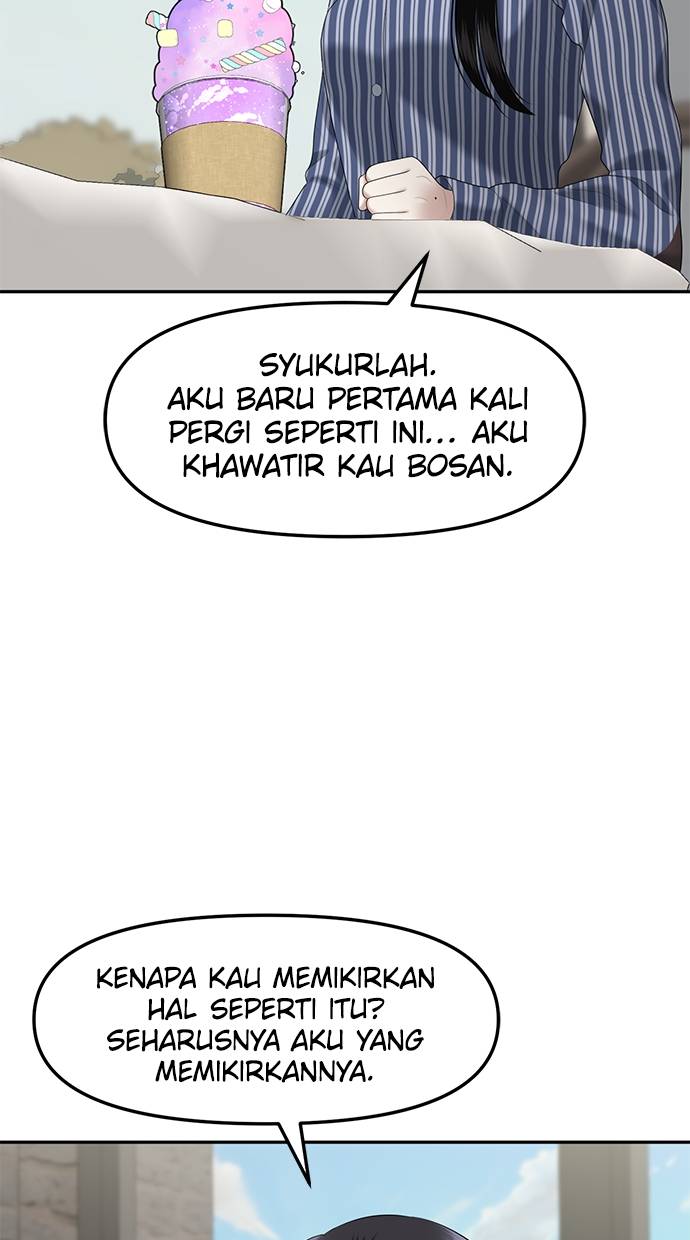 SYUKURLAH.
AKU BARU PERTAMA KALI
PERGI SEPERTI INI... AKU
KHAWATIR KAU BOSAN.
KENAPA KAU MEMIKIRKAN
HAL SEPERTI ITU?
SEHARUSNYA AKU YANG
MEMIKIRKANNYA.